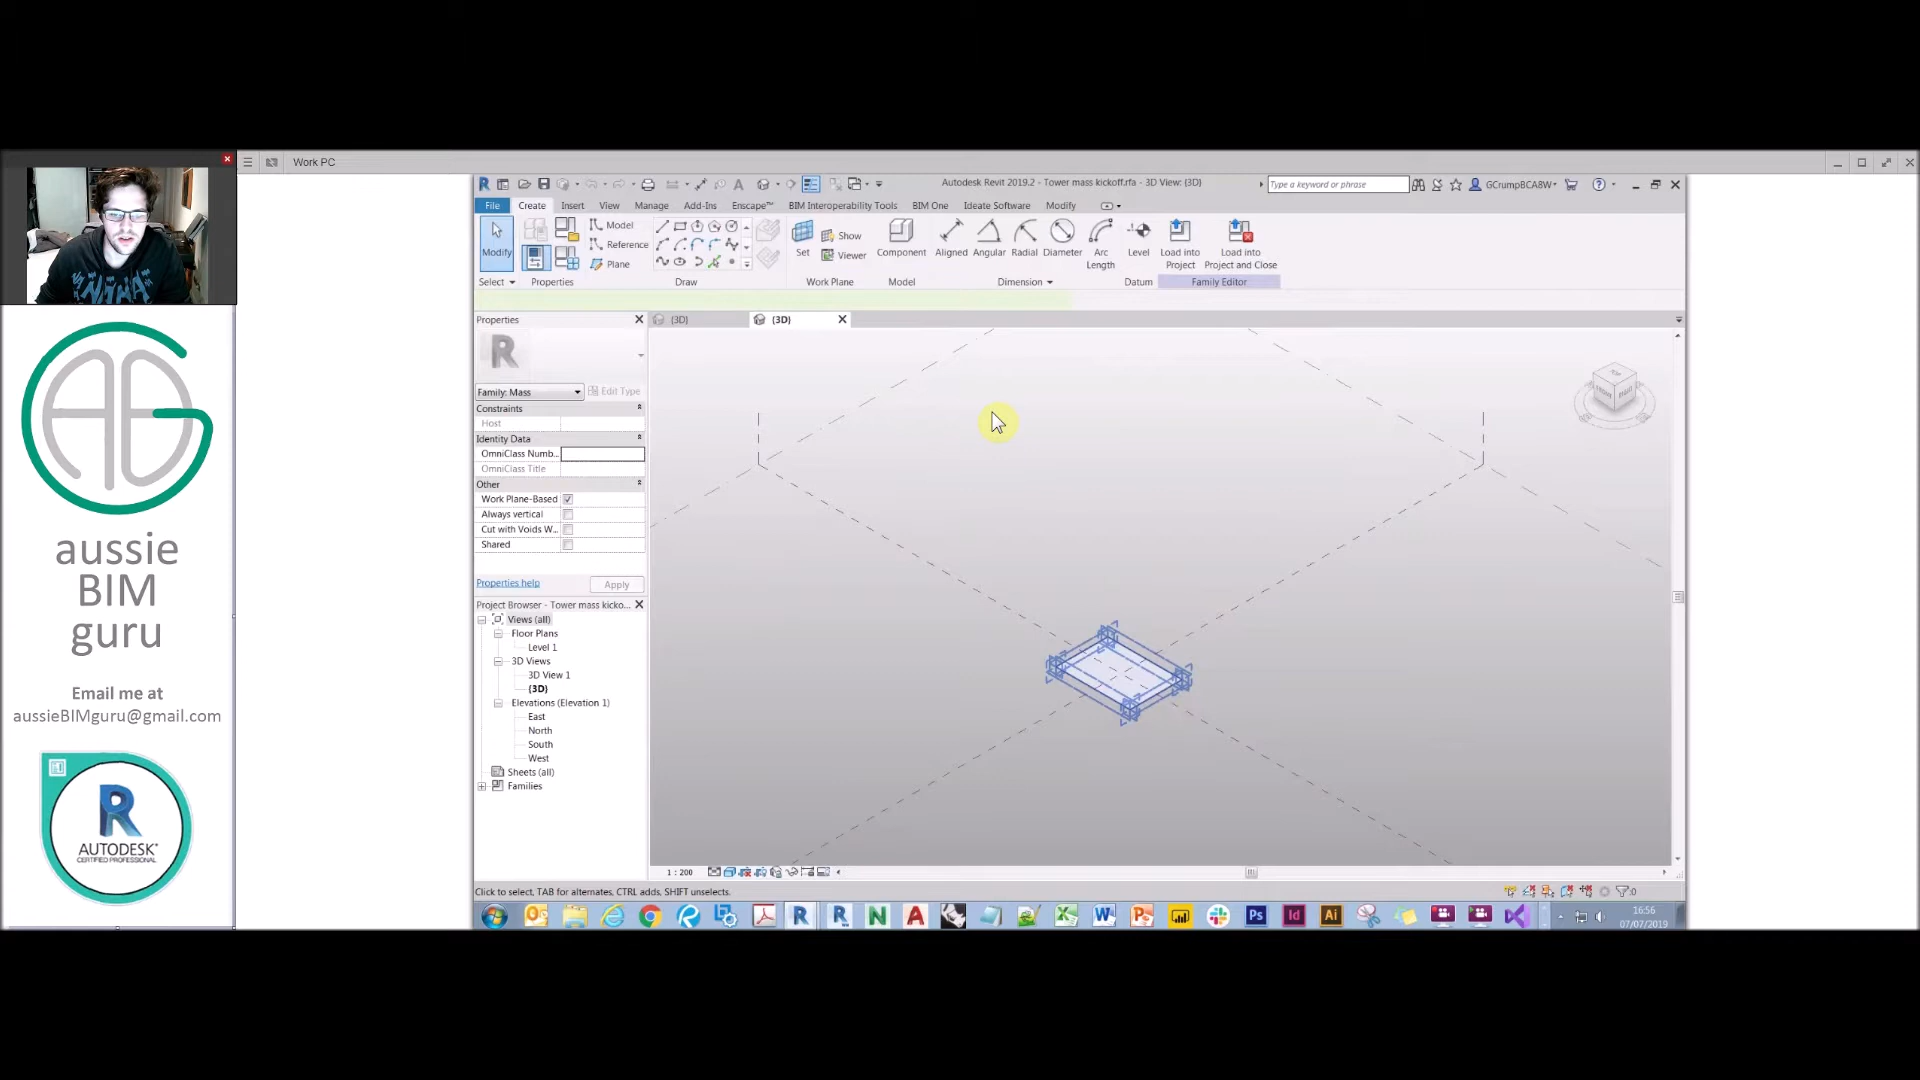 Work PC
Autodesk Revit 2019.2 - Tower mass kickoff.rfa - 3D View: {3D}
Type a keyword or phrase
GCrumpBCA8W
File Create Insert View Manage Add-Ins Enscape™ BIM Interoperability Tools BIM One Ideate Software Modify
Modify
Model
Reference
Plane
Set
Show
Viewer
Component
Aligned
Angular
Radial
Diameter
Arc
Length
Level
Load into
Project
Load into
Project and Close
Select
Properties
Draw
Work Plane
Model
Dimension
Datum
Family Editor
Properties
{3D}
{3D}
TOP
FRONT
RIGHT
R
Family: Mass
Edit Type
Constraints
Host
Identity Data
OmniClass Numb...
OmniClass Title
Other
Work Plane-Based
Always vertical
Cut with Voids W...
Shared
Properties help
Apply
Project Browser - Tower mass kicko...
Views (all)
Floor Plans
Level 1
3D Views
3D View 1
{3D}
Elevations (Elevation 1)
East
North
South
West
Sheets (all)
Families
1 : 200
Click to select, TAB for alternates, CTRL adds, SHIFT unselects.
:0
16:56
07/07/2019
AG
aussie
BIM
guru
Email me at
aussieBIMguru@gmail.com
R
AUTODESK
CERTIFIED PROFESSIONAL